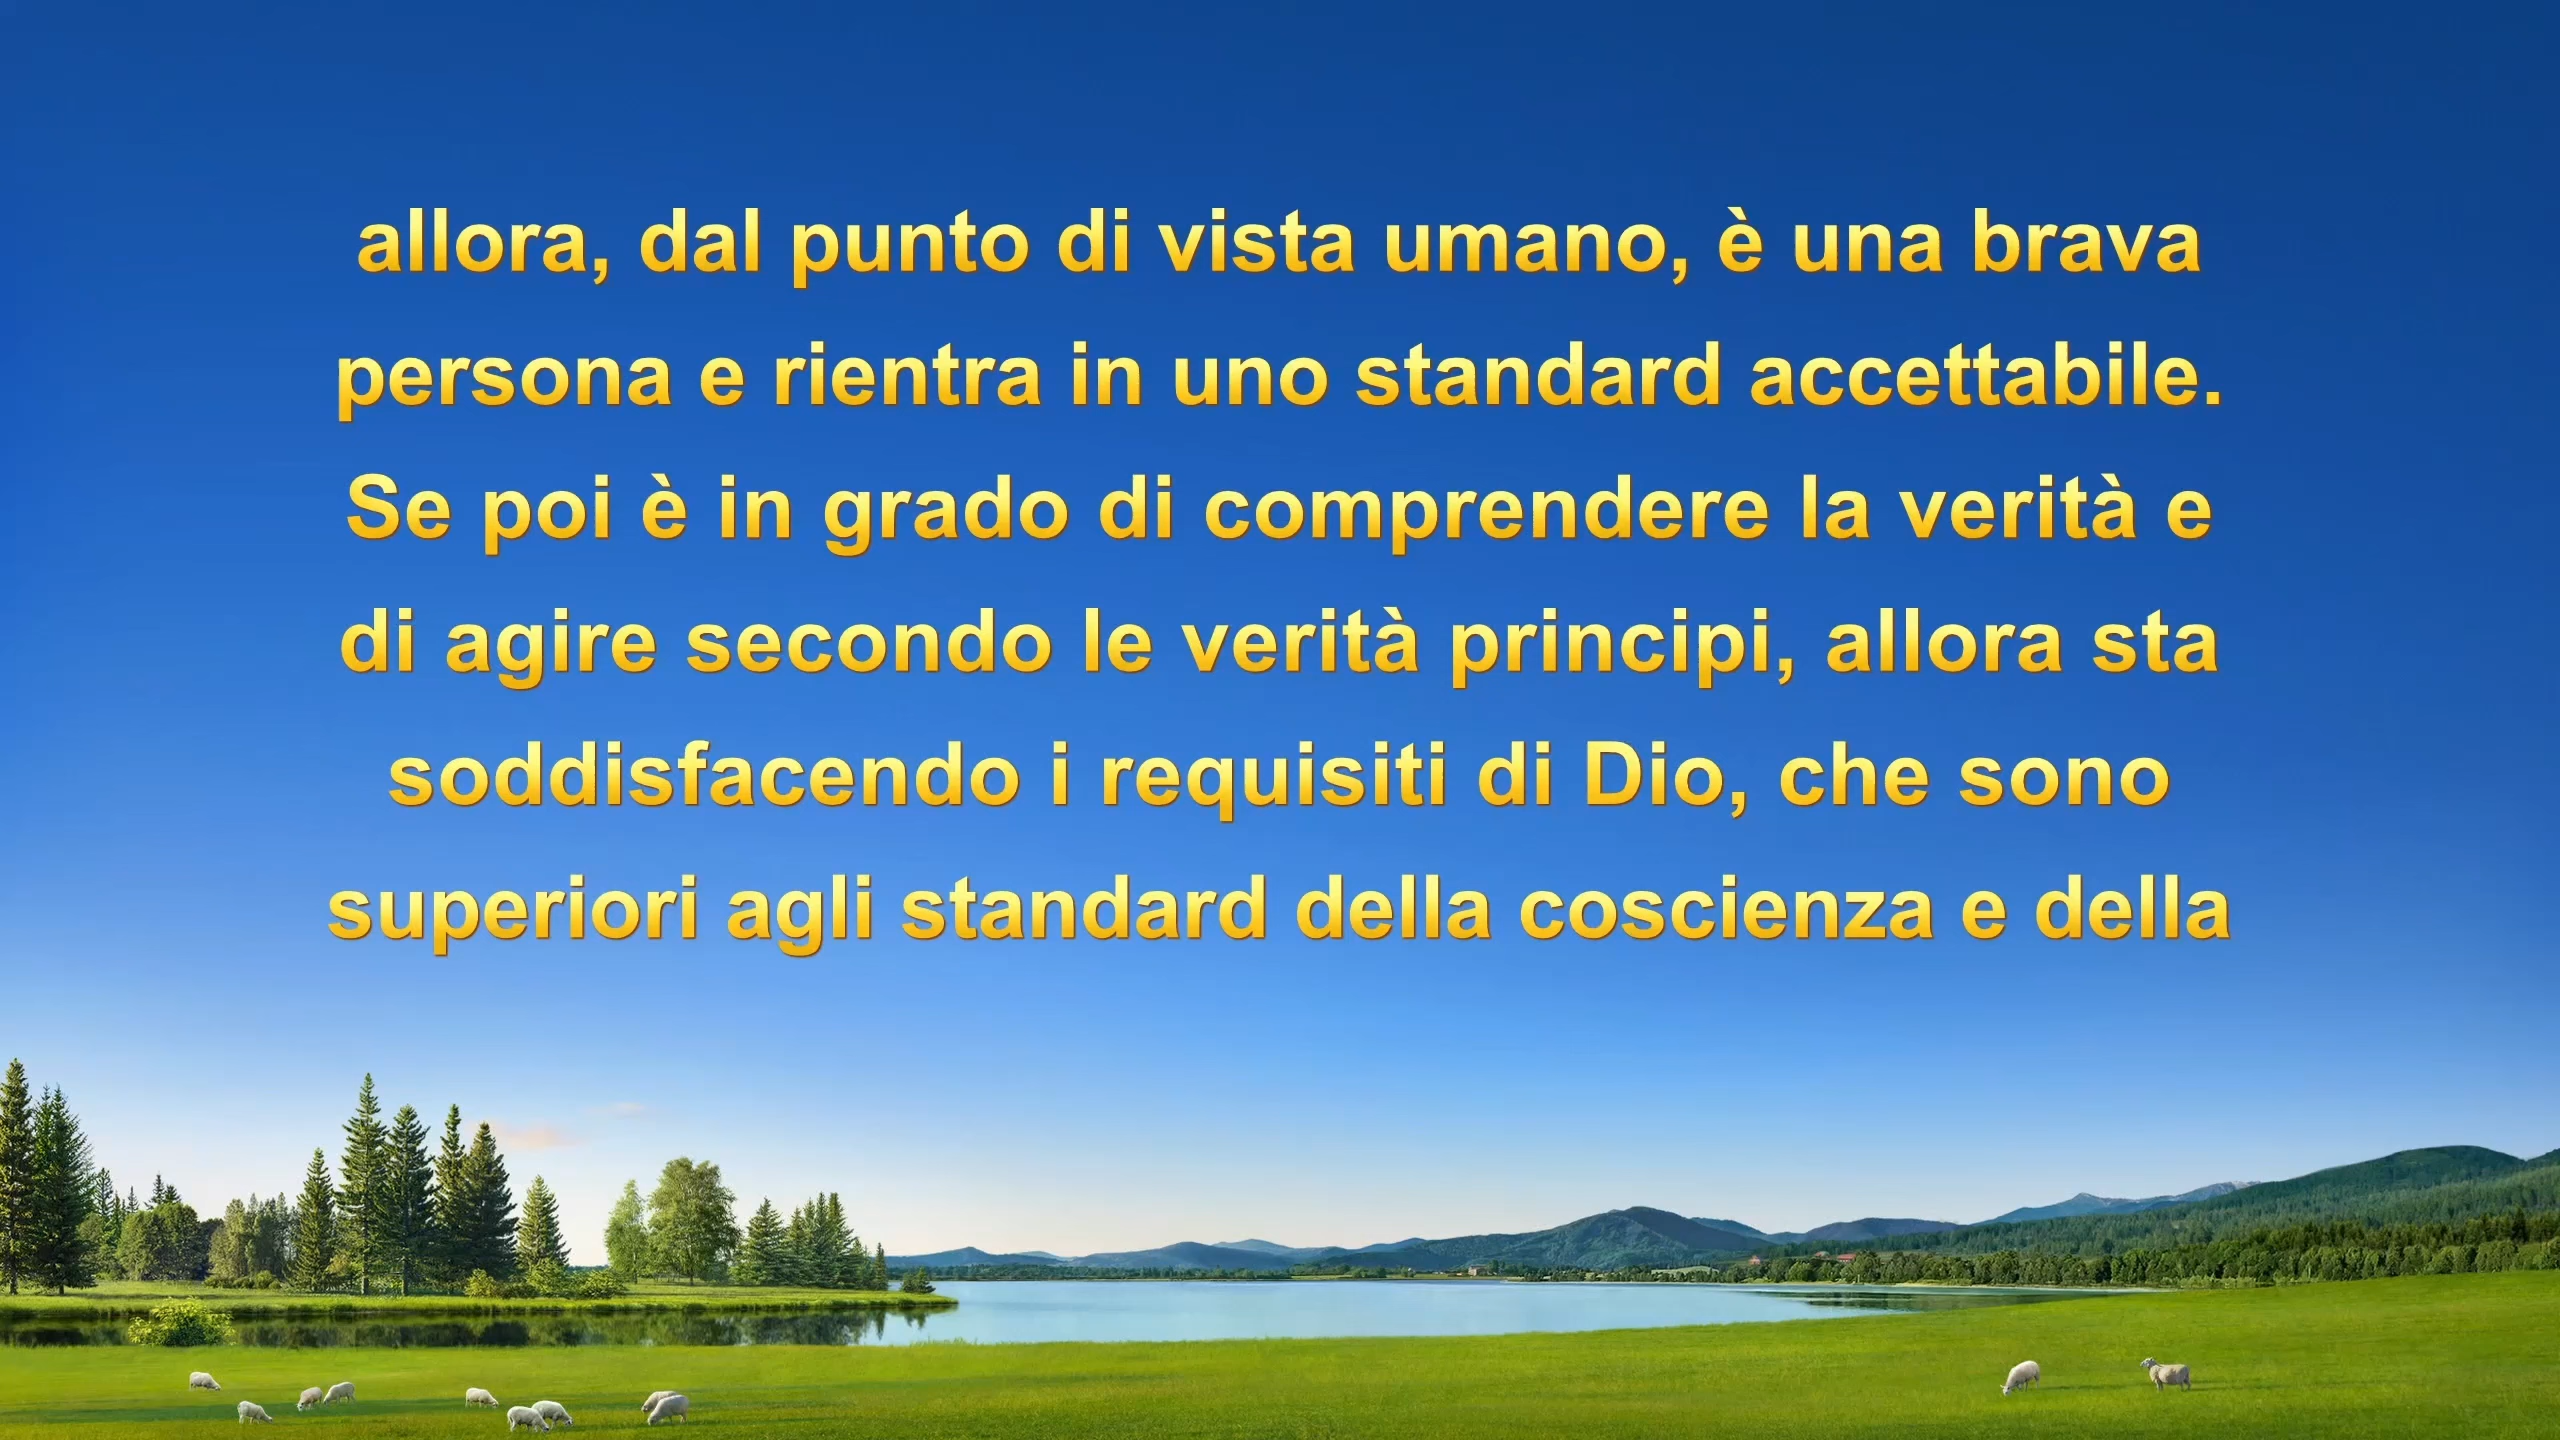 allora, dal punto di vista umano, è una brava
persona e rientra in uno standard accettabile.
Se poi è in grado di comprendere la verità e
di agire secondo le verità principi, allora sta
soddisfacendo i requisiti di Dio, che sono
superiori agli standard della coscienza e della